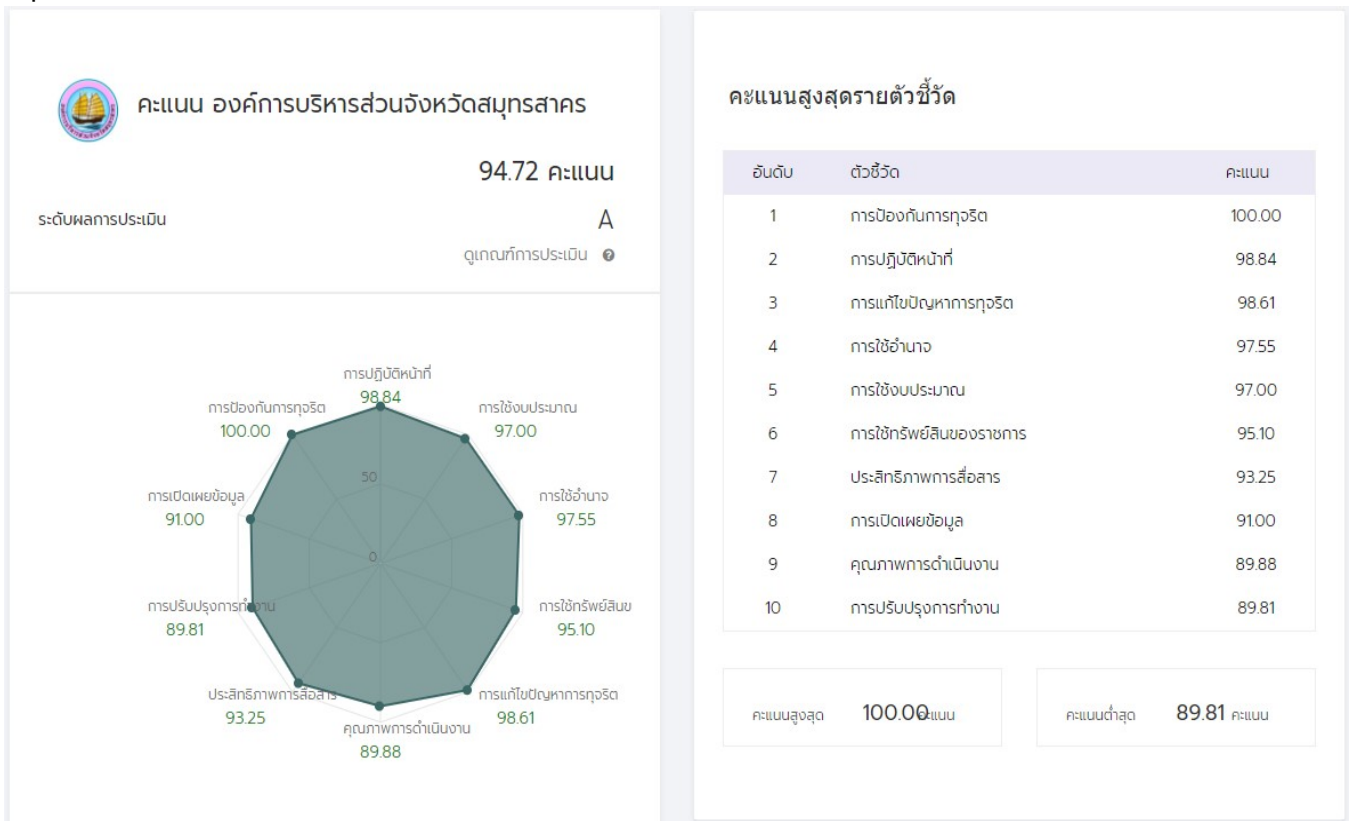 คะแนน องค์การบริหารส่วนจังหวัดสมุทรสาคร
94.72 คะแนน
ระดับผลการประเมิน A
ดูเกณฑ์การประเมิน
การปฏิบัติหน้าที่
98.84
การป้องกันการทุจริต
100.00
การใช้งบประมาณ
97.00
50
การเปิดเผยข้อมูล
91.00
การใช้อำนาจ
97.55
0
การปรับปรุงการทำงาน
89.81
การใช้ทรัพย์สินข
95.10
ประสิทธิภาพการสื่อสาร
93.25
การแก้ไขปัญหาการทุจริต
98.61
คุณภาพการดำเนินงาน
89.88
คะแนนสูงสุดรายตัวชี้วัด
อันดับ ตัวชี้วัด คะแนน
1 การป้องกันการทุจริต 100.00
2 การปฏิบัติหน้าที่ 98.84
3 การแก้ไขปัญหาการทุจริต 98.61
4 การใช้อำนาจ 97.55
5 การใช้งบประมาณ 97.00
6 การใช้ทรัพย์สินของราชการ 95.10
7 ประสิทธิภาพการสื่อสาร 93.25
8 การเปิดเผยข้อมูล 91.00
9 คุณภาพการดำเนินงาน 89.88
10 การปรับปรุงการทำงาน 89.81
คะแนนสูงสุด 100.00 คะแนน
คะแนนต่ำสุด 89.81 คะแนน